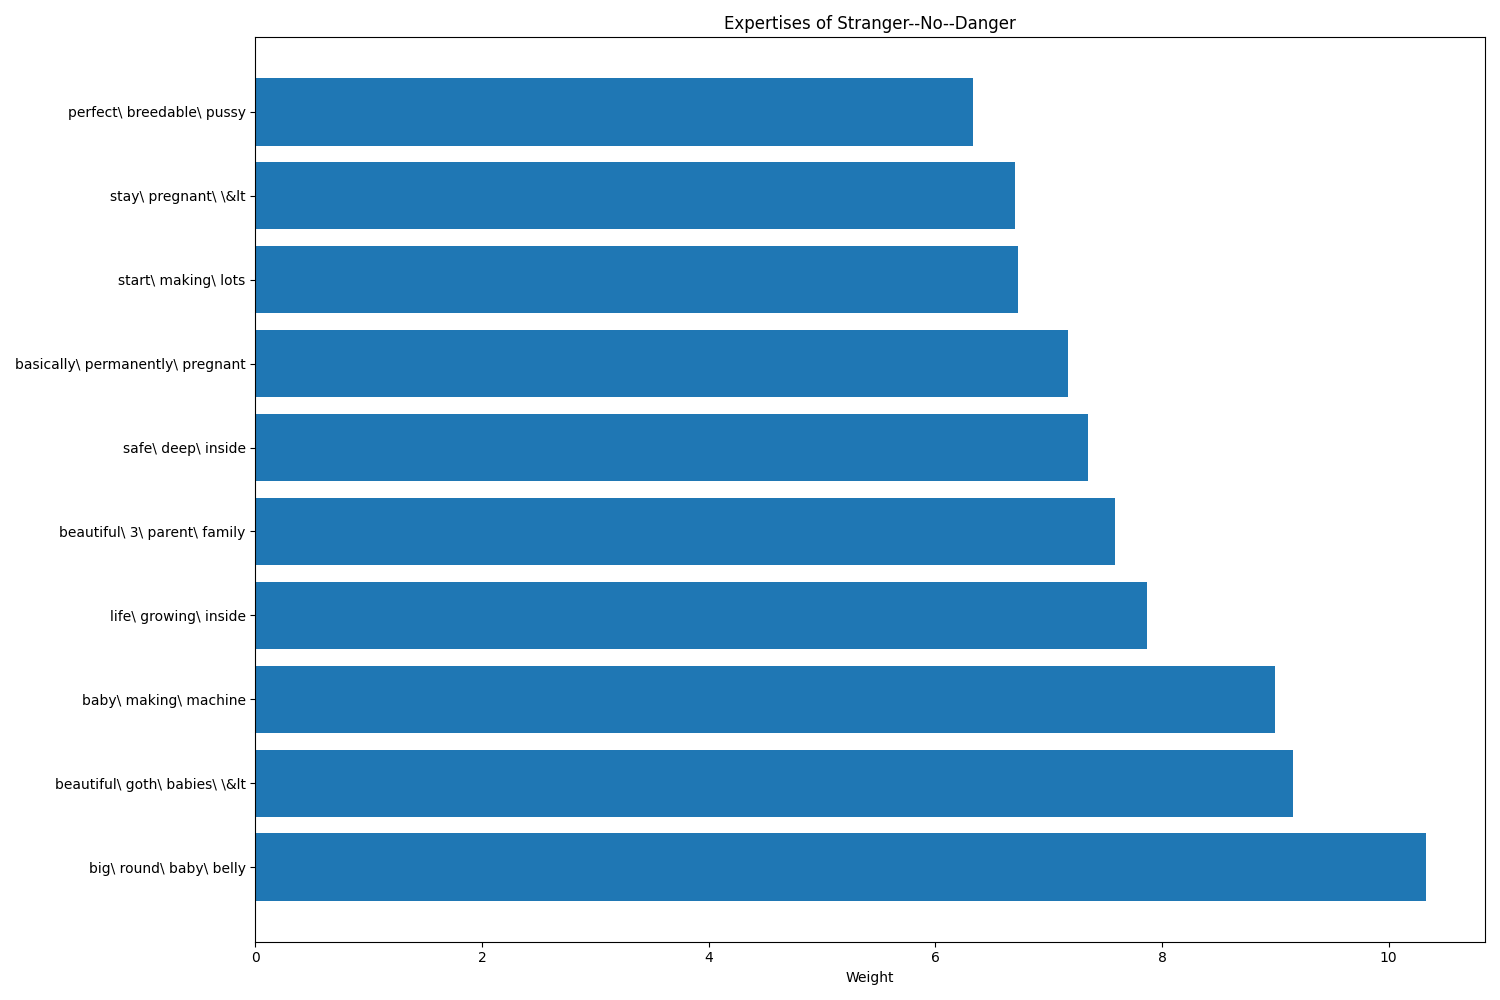 Expertises of Stranger--No--Danger
perfect\ breedable\ pussy
stay\ pregnant\ \&lt
start\ making\ lots
basically\ permanently\ pregnant
safe\ deep\ inside
beautiful\ 3\ parent\ family
life\ growing\ inside
baby\ making\ machine
beautiful\ goth\ babies\ \&lt
big\ round\ baby\ belly
0 2 4 6 8 10
Weight